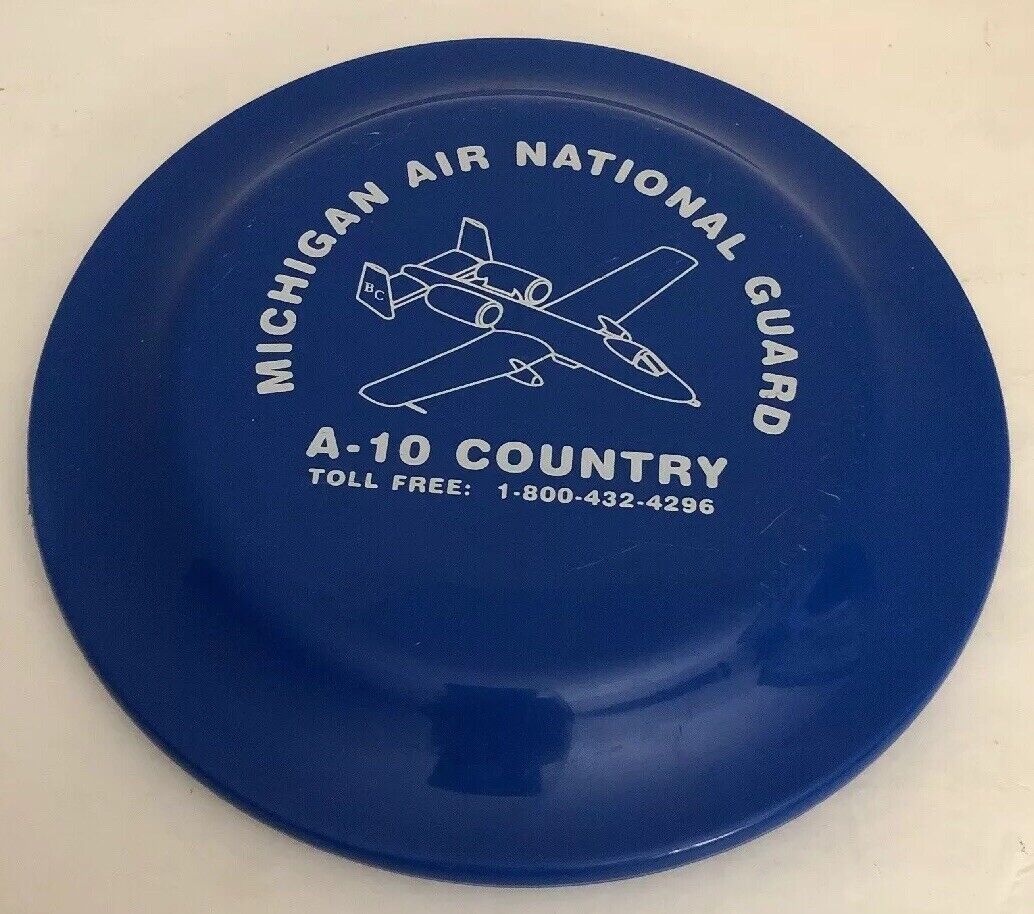 MICHIGAN AIR NATIONAL GUARD
BC
A-10 COUNTRY
TOLL FREE: 1-800-432-4296